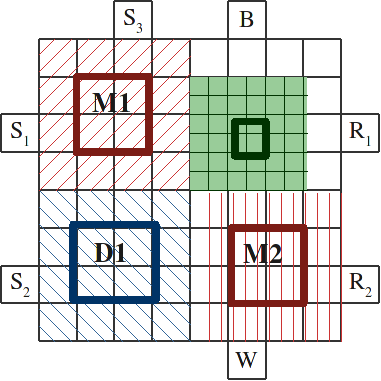 S3 B
M1
S1 R1
D1 M2
S2 R2
W